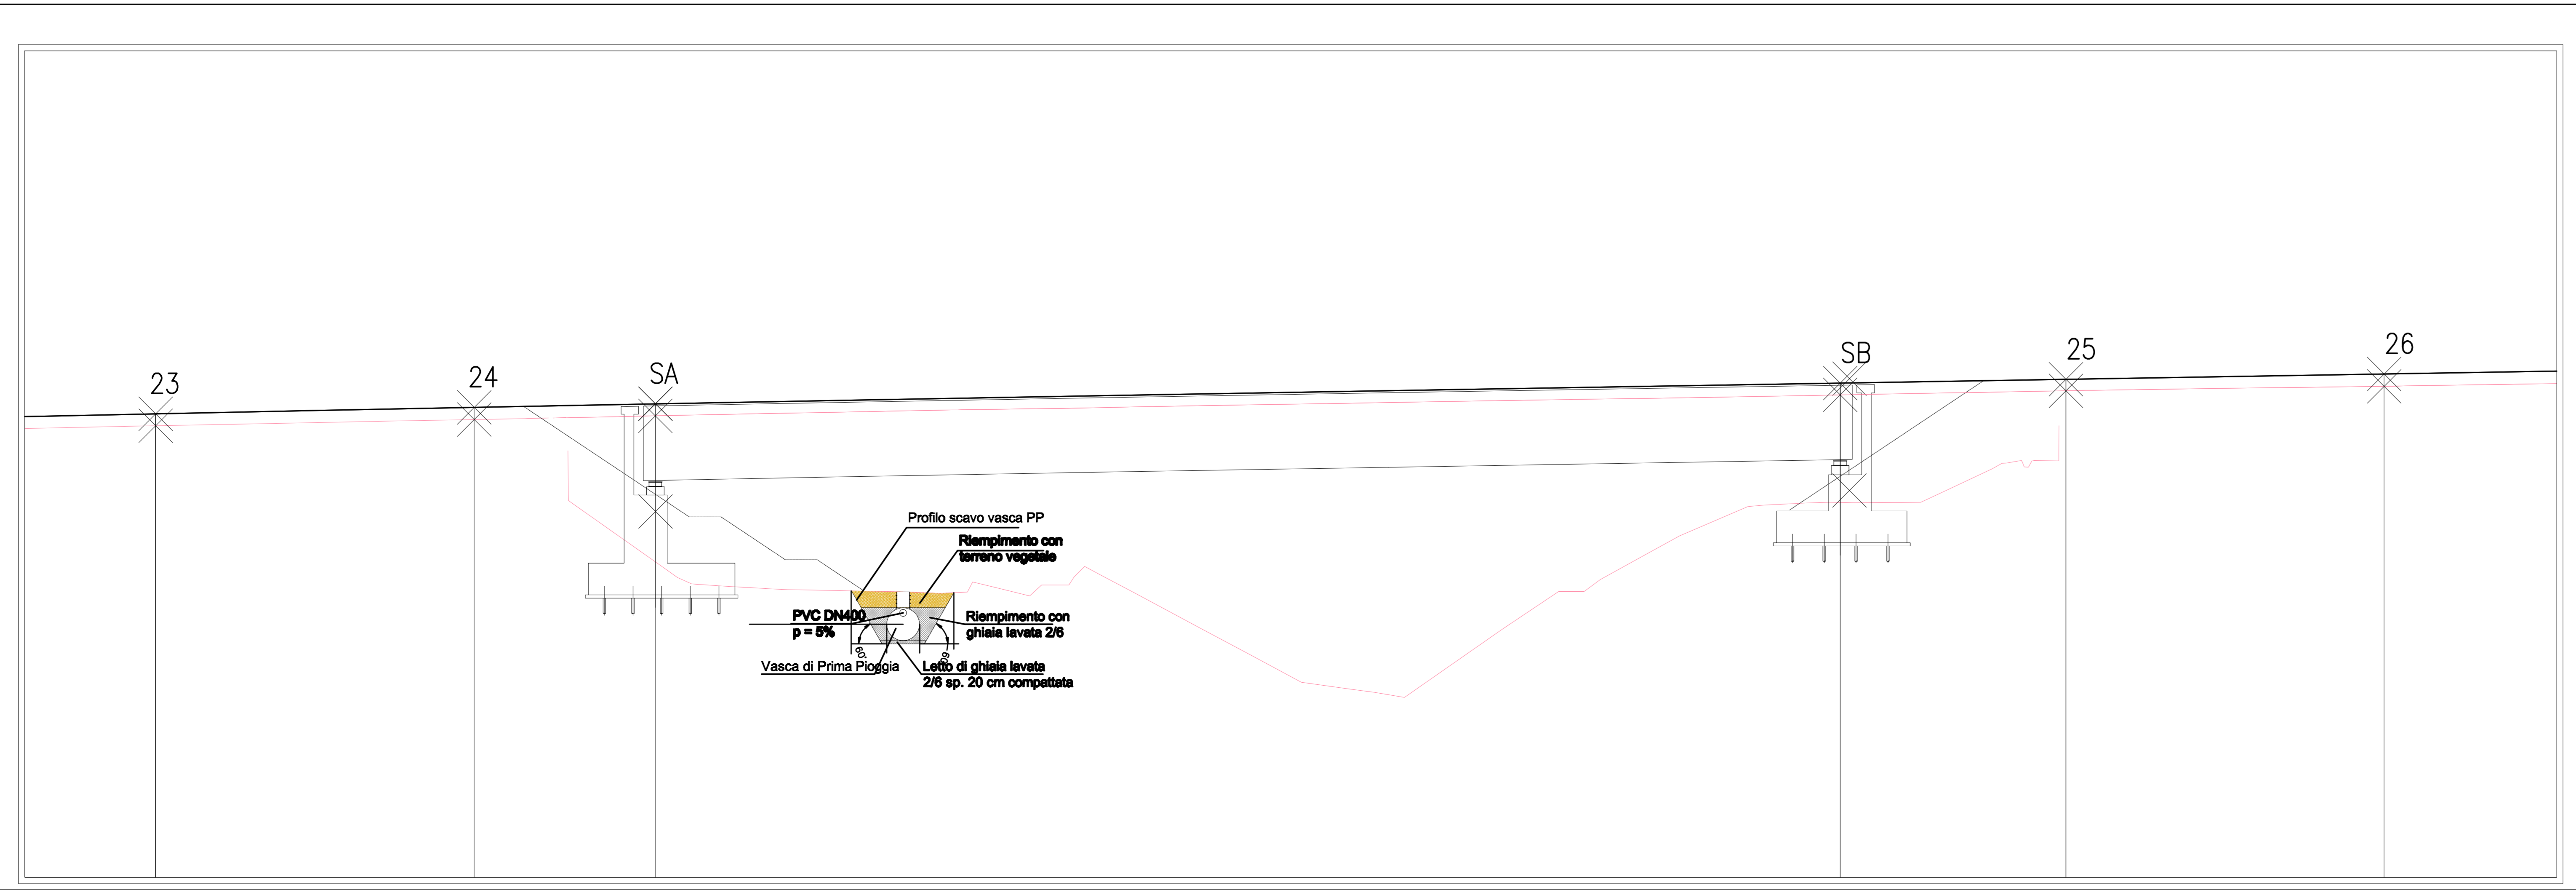 23
24
SA
SB
25
26
Profilo scavo vasca PP
Riempimento con
terreno vegetale
PVC DN400
p = 5%
Riempimento con
ghiaia lavata 2/6
60°
60°
Vasca di Prima Pioggia
Letto di ghiaia lavata
2/6 sp. 20 cm compattata